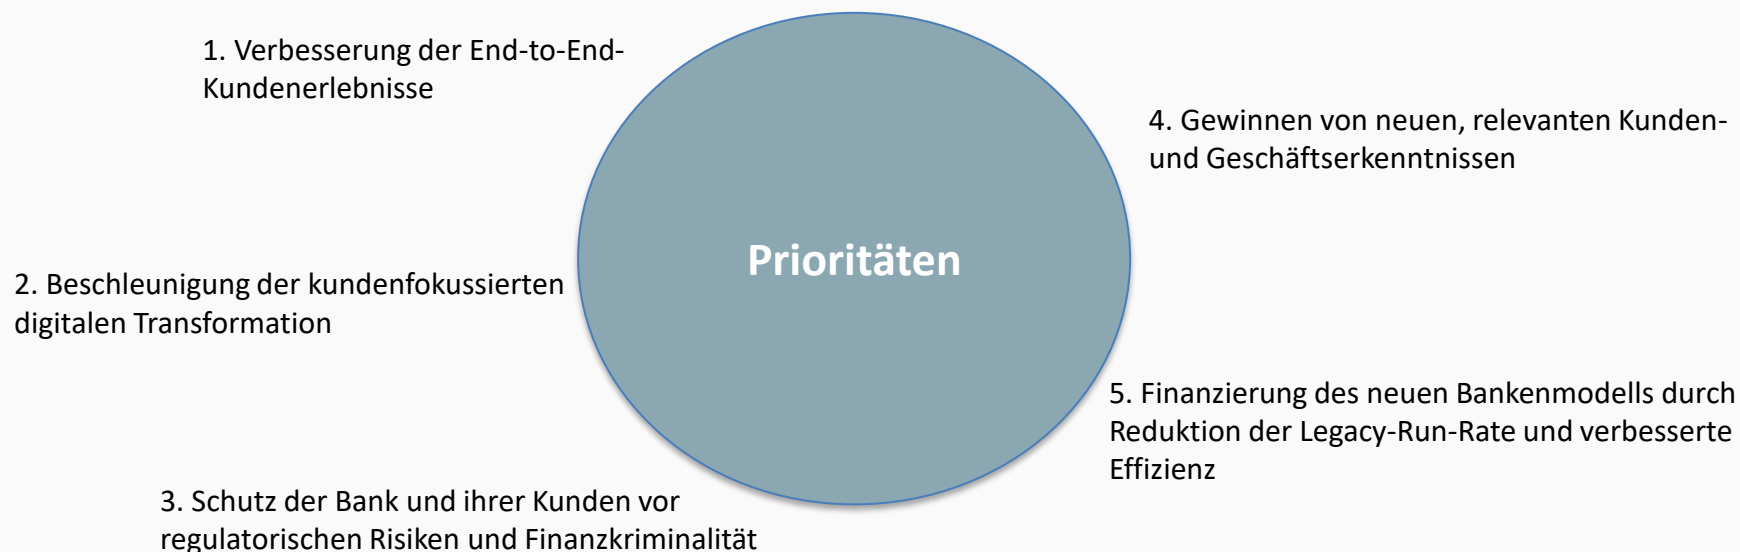 1. Verbesserung der End-to-End-
Kundenerlebnisse
2. Beschleunigung der kundenfokussierten
digitalen Transformation
3. Schutz der Bank und ihrer Kunden vor
regulatorischen Risiken und Finanzkriminalität
Prioritäten
4. Gewinnen von neuen, relevanten Kunden-
und Geschäftserkenntnissen
5. Finanzierung des neuen Bankenmodells durch
Reduktion der Legacy-Run-Rate und verbesserte
Effizienz